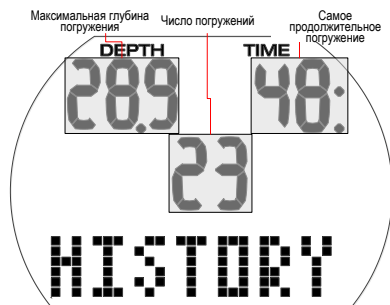 Максимальная глубина
погружения
Число погружений
Самое
продолжительное
погружение
DEPTH
TIME
28.9
48:
23
HISTORY